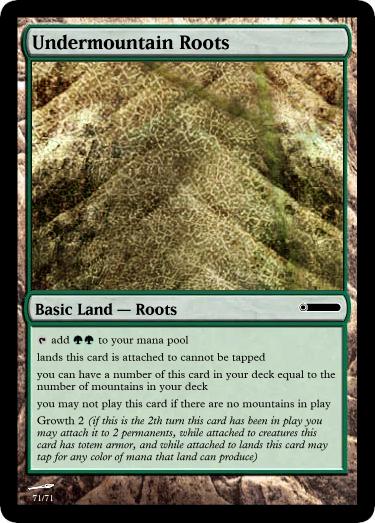 Undermountain Roots
Basic Land — Roots
add to your mana pool
lands this card is attached to cannot be tapped
you can have a number of this card in your deck equal to the
number of mountains in your deck
you may not play this card if there are no mountains in play
Growth 2 (if this is the 2th turn this card has been in play you
may attach it to 2 permanents, while attached to creatures this
card has totem armor, and while attached to lands this card may
tap for any color of mana that land can produce)
71/71